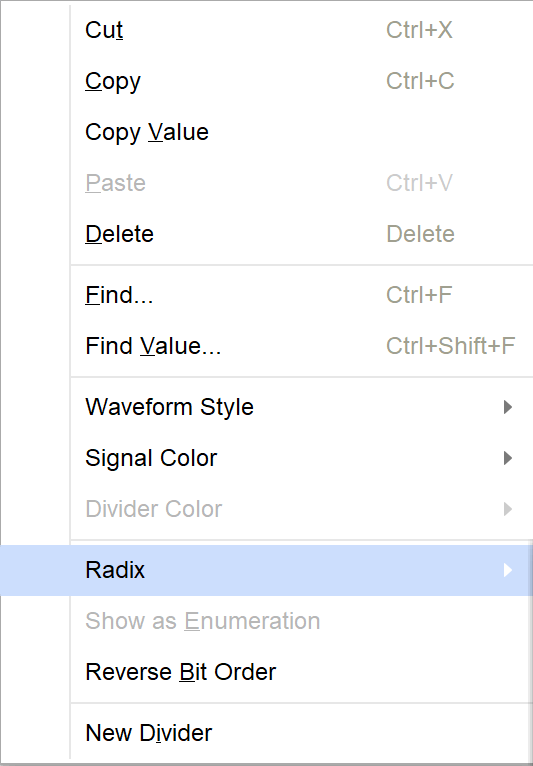 Cut Ctrl+X
Copy Ctrl+C
Copy Value
Paste Ctrl+V
Delete Delete
Find... Ctrl+F
Find Value... Ctrl+Shift+F
Waveform Style
Signal Color
Divider Color
Radix
Show as Enumeration
Reverse Bit Order
New Divider